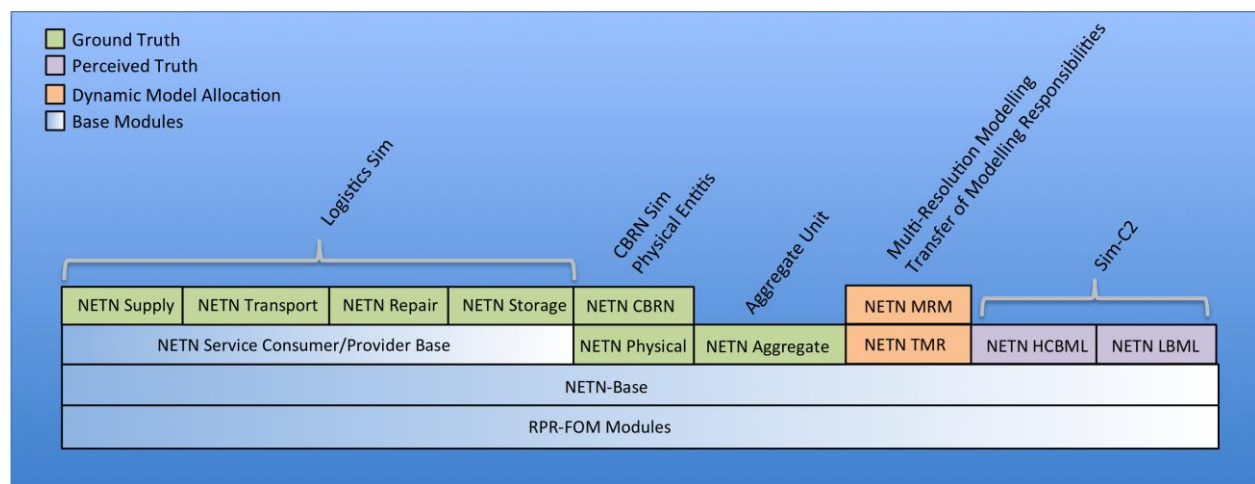 Ground Truth
Perceived Truth
Dynamic Model Allocation
Base Modules
Logistics Sim
CBRN Sim
Physical Entitis
Aggregate Unit
Multi-Resolution Modelling
Transfer of Modelling Responsibilities
Sim-C2
NETN Supply
NETN Transport
NETN Repair
NETN Storage
NETN CBRN
NETN MRM
NETN Service Consumer/Provider Base
NETN Physical
NETN Aggregate
NETN TMR
NETN HCBML
NETN LBML
NETN-Base
RPR-FOM Modules